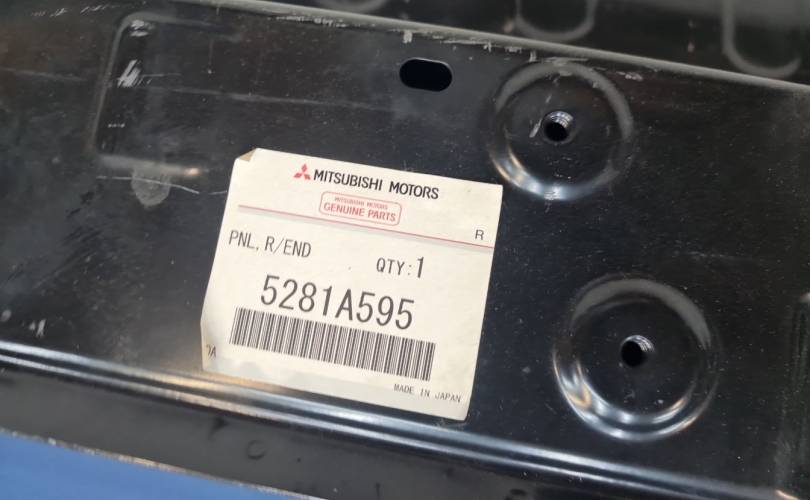 MITSUBISHI MOTORS
MITSUBISHI MOTORS
GENUINE PARTS
R
PNL, R/END
QTY:1
5281A595
MADE IN JAPAN